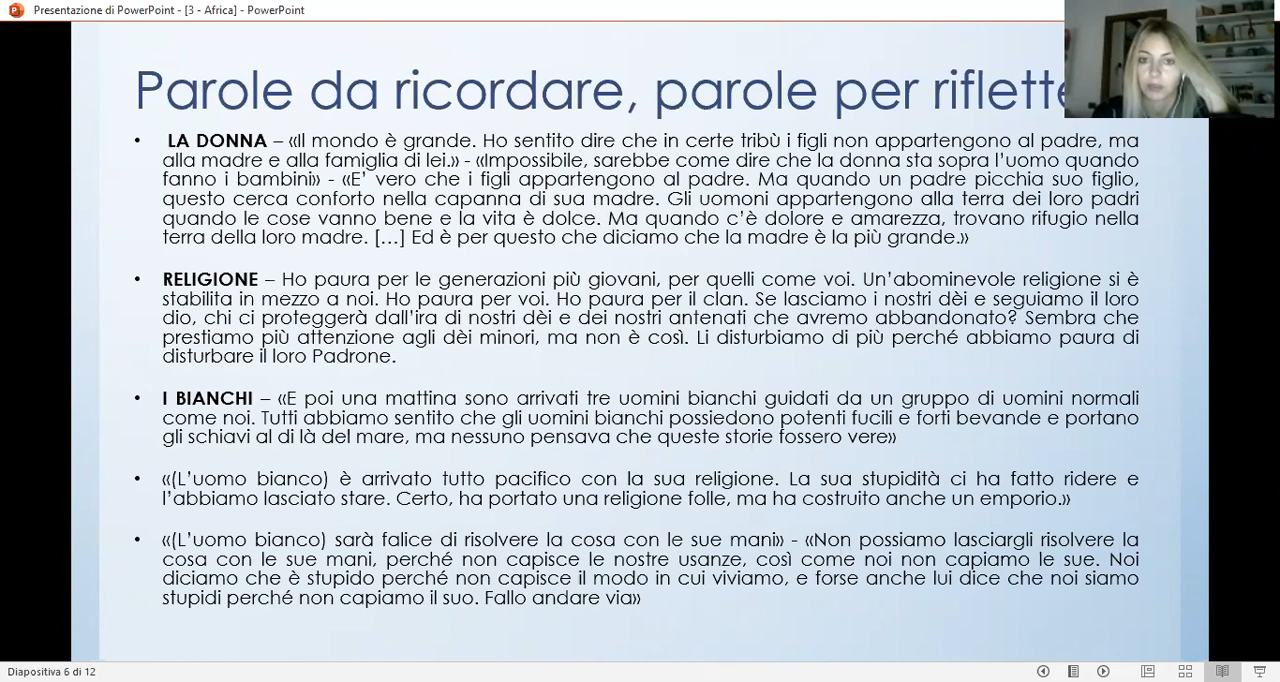 Presentazione di PowerPoint - [3 - Africa] - PowerPoint
Parole da ricordare, parole per riflette
• LA DONNA – «Il mondo è grande. Ho sentito dire che in certe tribù i figli non appartengono al padre, ma
alla madre e alla famiglia di lei.» - «Impossibile, sarebbe come dire che la donna sta sopra l'uomo quando
fanno i bambini» - «E' vero che i figli appartengono al padre. Ma quando un padre picchia suo figlio,
questo cerca conforto nella capanna di sua madre. Gli uomini appartengono alla terra dei loro padri
quando le cose vanno bene e la vita è dolce. Ma quando c'è dolore e amarezza, trovano rifugio nella
terra della loro madre. […] Ed è per questo che diciamo che la madre è la più grande.»
• RELIGIONE – Ho paura per le generazioni più giovani, per quelli come voi. Un'abominevole religione si è
stabilita in mezzo a noi. Ho paura per voi. Ho paura per il clan. Se lasciamo i nostri dèi e seguiamo il loro
dio, chi ci proteggerà dall'ira di nostri dèi e dei nostri antenati che avremo abbandonato? Sembra che
prestiamo più attenzione agli dèi minori, ma non è così. Li disturbiamo di più perché abbiamo paura di
disturbare il loro Padrone.
• I BIANCHI – «E poi una mattina sono arrivati tre uomini bianchi guidati da un gruppo di uomini normali
come noi. Tutti abbiamo sentito che gli uomini bianchi possiedono potenti fucili e forti bevande e portano
gli schiavi al di là del mare, ma nessuno pensava che queste storie fossero vere»
• «(L'uomo bianco) è arrivato tutto pacifico con la sua religione. La sua stupidità ci ha fatto ridere e
l'abbiamo lasciato stare. Certo, ha portato una religione folle, ma ha costruito anche un emporio.»
• «(L'uomo bianco) sarà falice di risolvere la cosa con le sue mani» - «Non possiamo lasciargli risolvere la
cosa con le sue mani, perché non capisce le nostre usanze, così come noi non capiamo le sue. Noi
diciamo che è stupido perché non capisce il modo in cui viviamo, e forse anche lui dice che noi siamo
stupidi perché non capiamo il suo. Fallo andare via»
Diapositiva 6 di 12